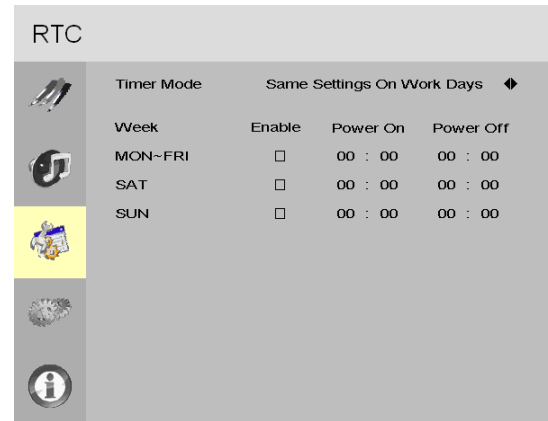 RTC
Timer Mode Same Settings On Work Days
Week Enable Power On Power Off
MON~FRI 00 : 00 00 : 00
SAT 00 : 00 00 : 00
SUN 00 : 00 00 : 00